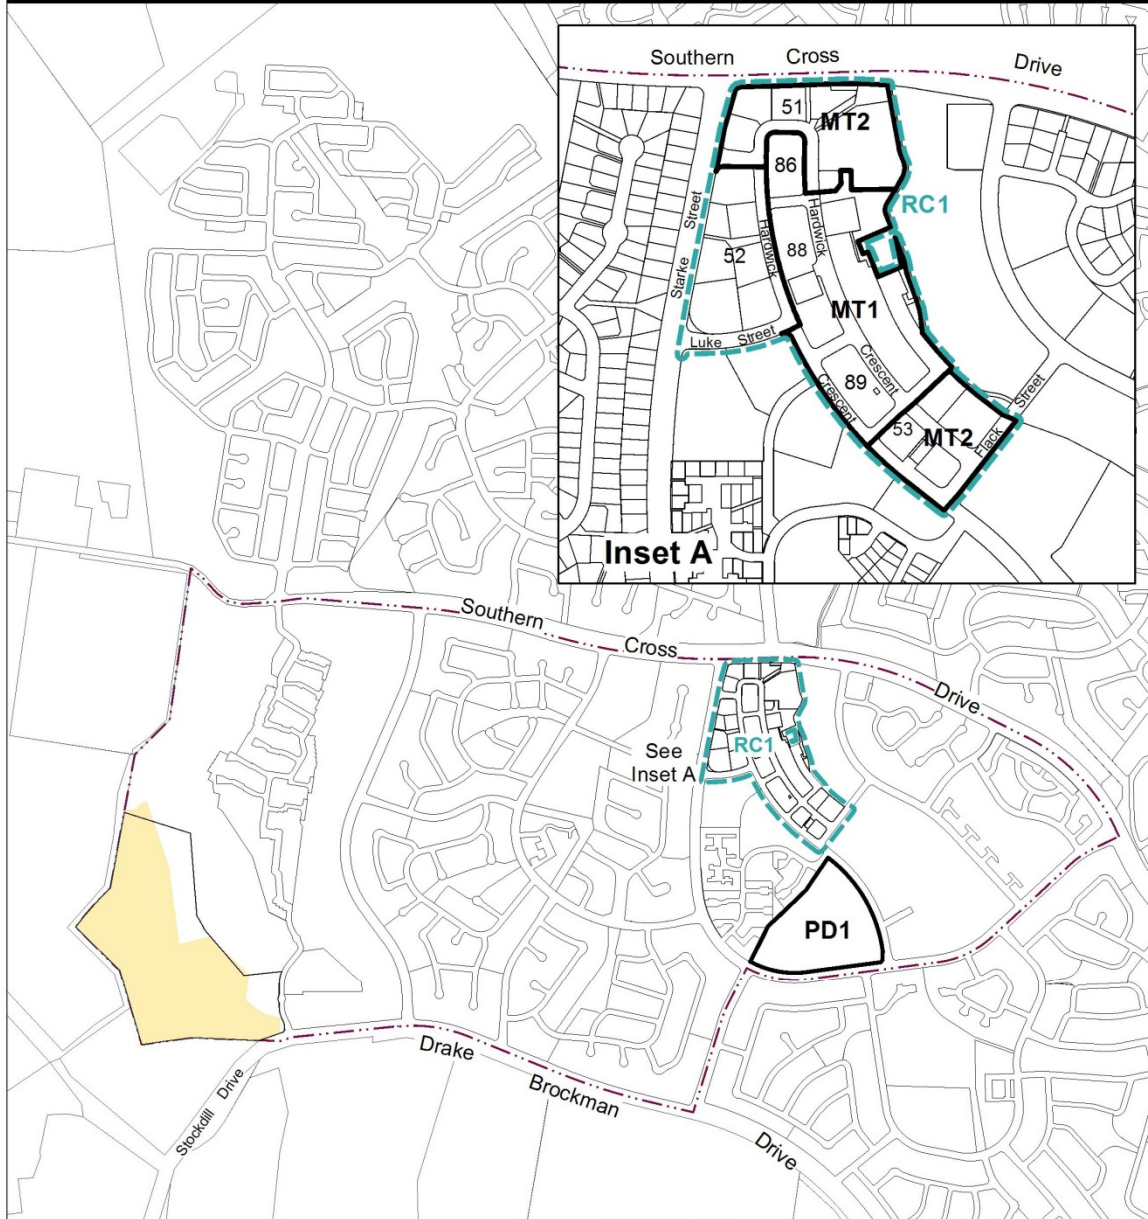 Southern Cross Drive
51
MT2
86
RC1
Street
Hardwick
Hardwick
88
52
Starke
MT1
Luke Street
Crescent
89
Crescent
Street
53
MT2
Flack
Inset A
Southern
Cross
Drive
See
Inset A
RC1
PD1
Drake
Brockman
Drive
Stockdill Drive